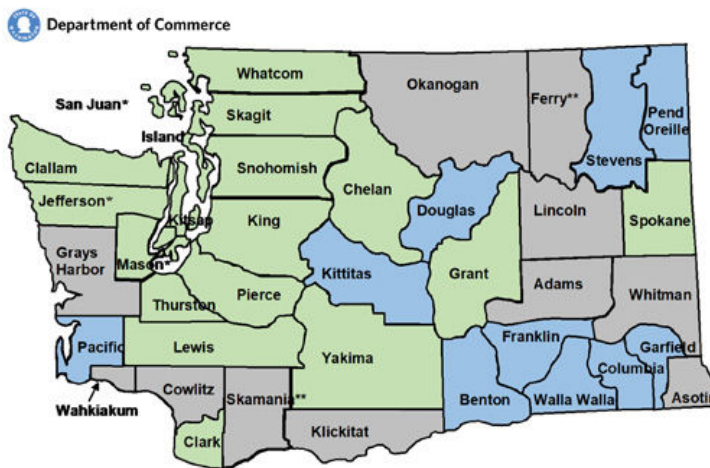 Department of Commerce
Whatcom
Okanogan
Ferry**
Pend
Oreille
San Juan*
Skagit
Island
Stevens
Clallam
Snohomish
Chelan
Jefferson*
Douglas
Lincoln
Spokane
Kitsap
King
Grays
Harbor
Mason*
Kittitas
Grant
Adams
Whitman
Thurston
Pierce
Pacific
Lewis
Yakima
Franklin
Garfield
Columbia
Cowlitz
Skamania**
Benton
Walla Walla
Asotin
Wahkiakum
Clark
Klickitat